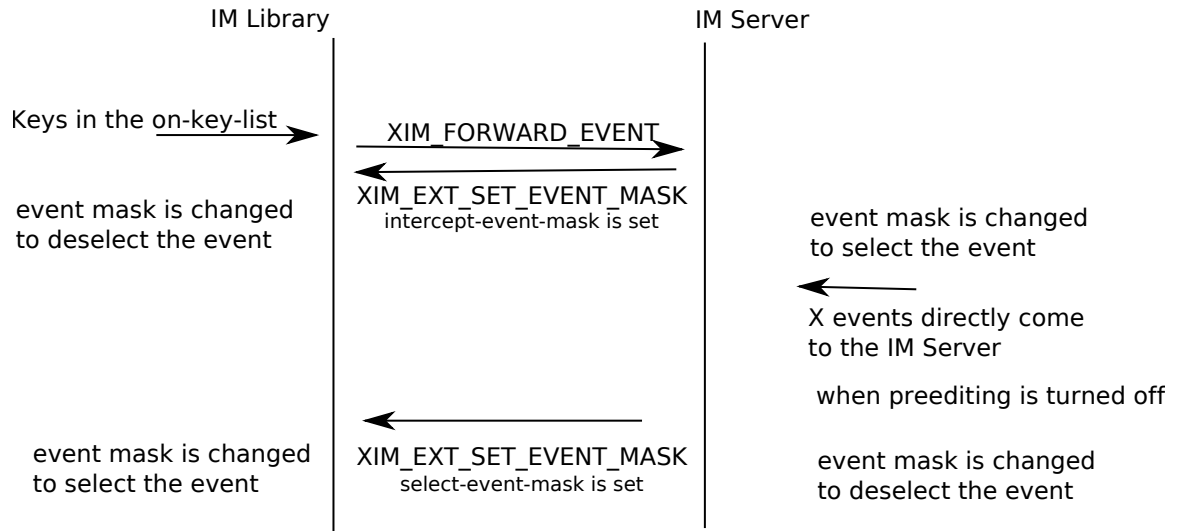 IM Library
IM Server
Keys in the on-key-list
XIM_FORWARD_EVENT
XIM_EXT_SET_EVENT_MASK
intercept-event-mask is set
event mask is changed
to deselect the event
event mask is changed
to select the event
X events directly come
to the IM Server
when preediting is turned off
event mask is changed
to select the event
XIM_EXT_SET_EVENT_MASK
select-event-mask is set
event mask is changed
to deselect the event